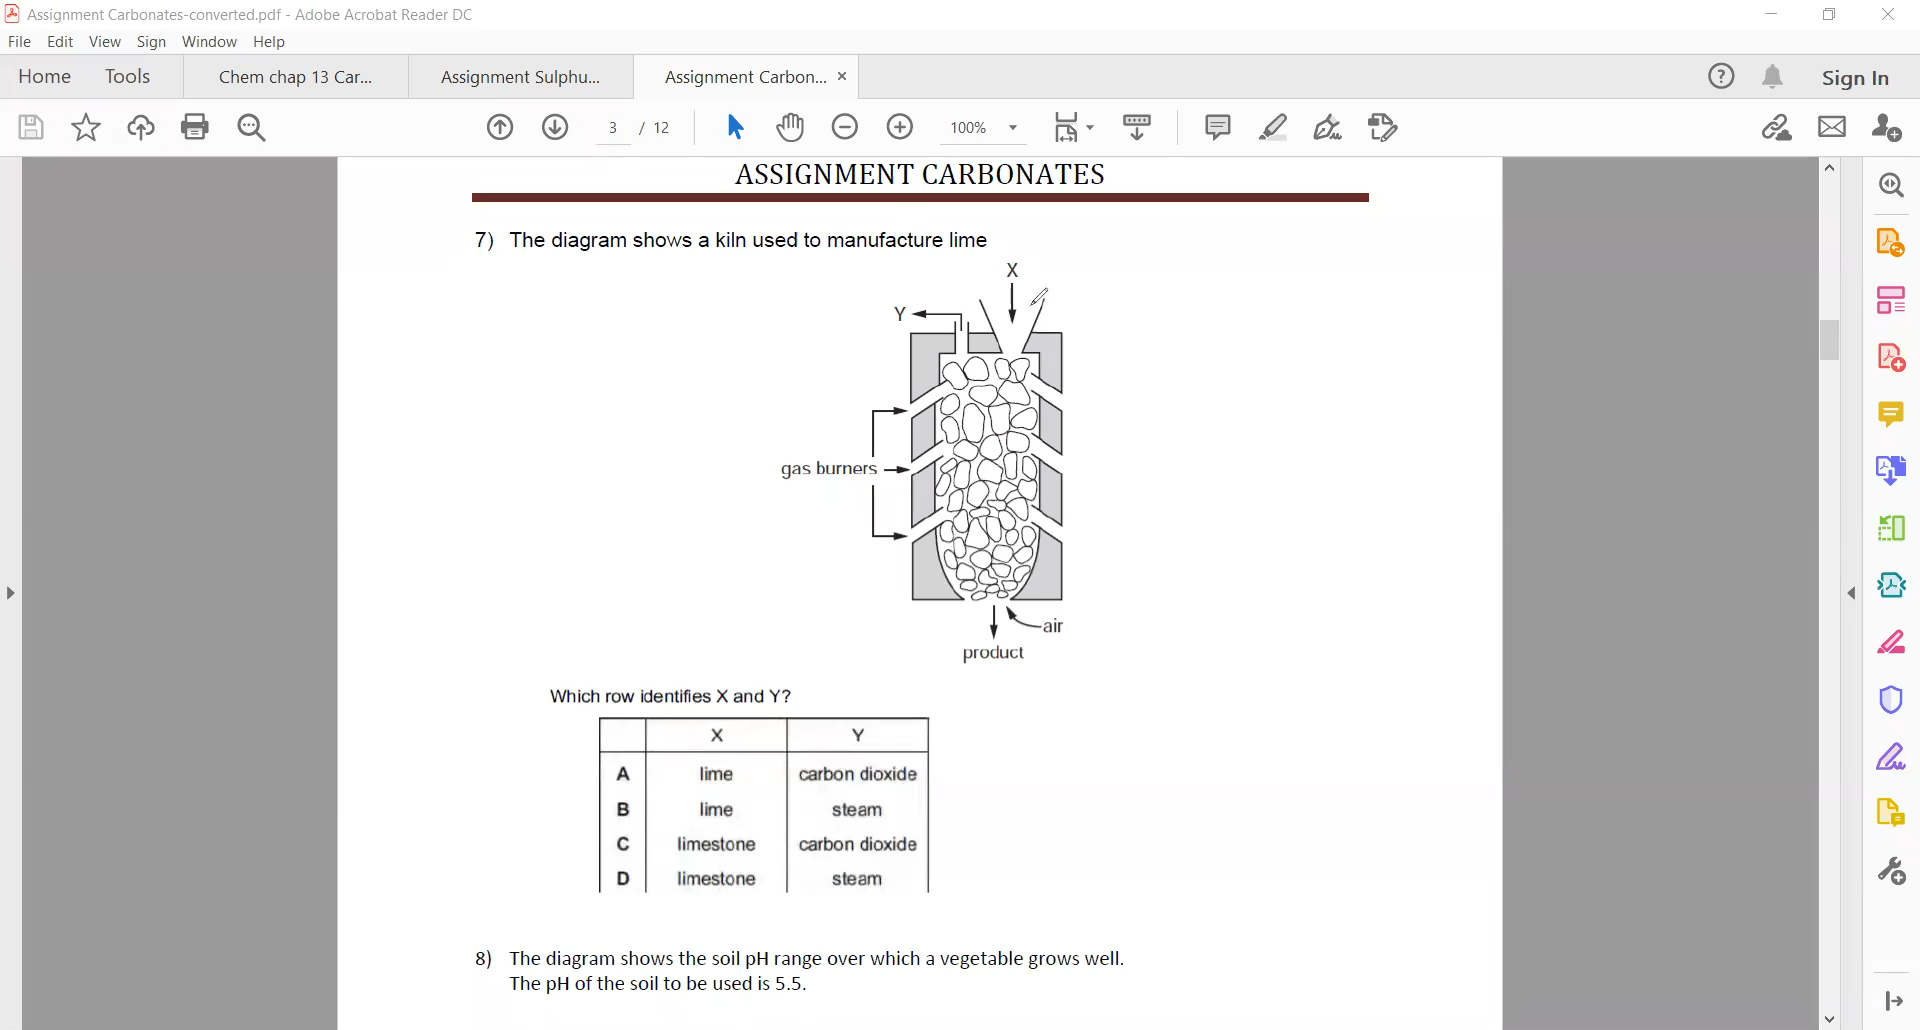 Assignment Carbonates-converted.pdf - Adobe Acrobat Reader DC
File Edit View Sign Window Help
Home Tools Chem chap 13 Car... Assignment Sulphu... Assignment Carbon... × Sign In
3 / 12 100%
ASSIGNMENT CARBONATES
7) The diagram shows a kiln used to manufacture lime
X
Y
gas burners
air
product
Which row identifies X and Y?
X Y
A lime carbon dioxide
B lime steam
C limestone carbon dioxide
D limestone steam
8) The diagram shows the soil pH range over which a vegetable grows well.
The pH of the soil to be used is 5.5.